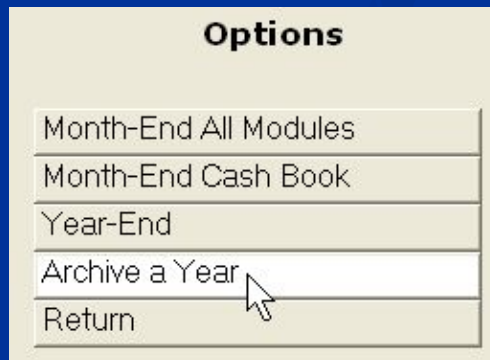 Options
Month-End All Modules
Month-End Cash Book
Year-End
Archive a Year
Return